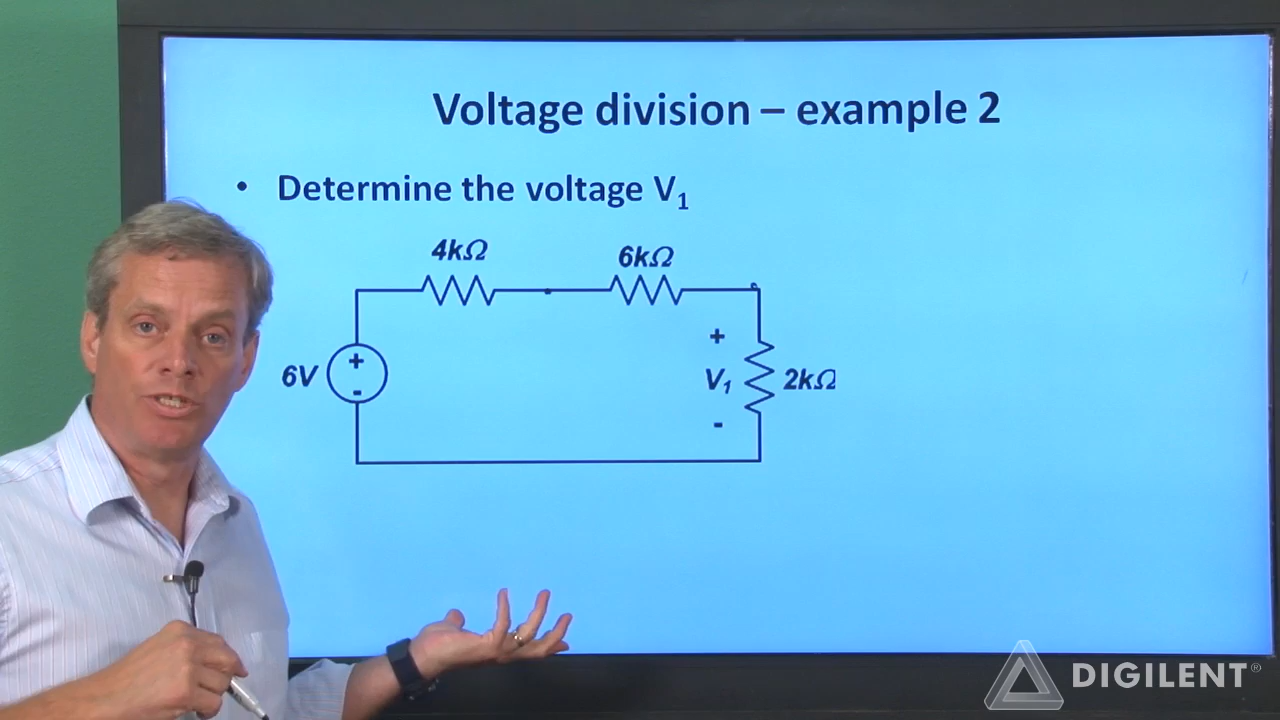 Voltage division – example 2
• Determine the voltage V₁
4kΩ
6kΩ
+
6V
+
-
V₁
2kΩ
-
DIGILENT®